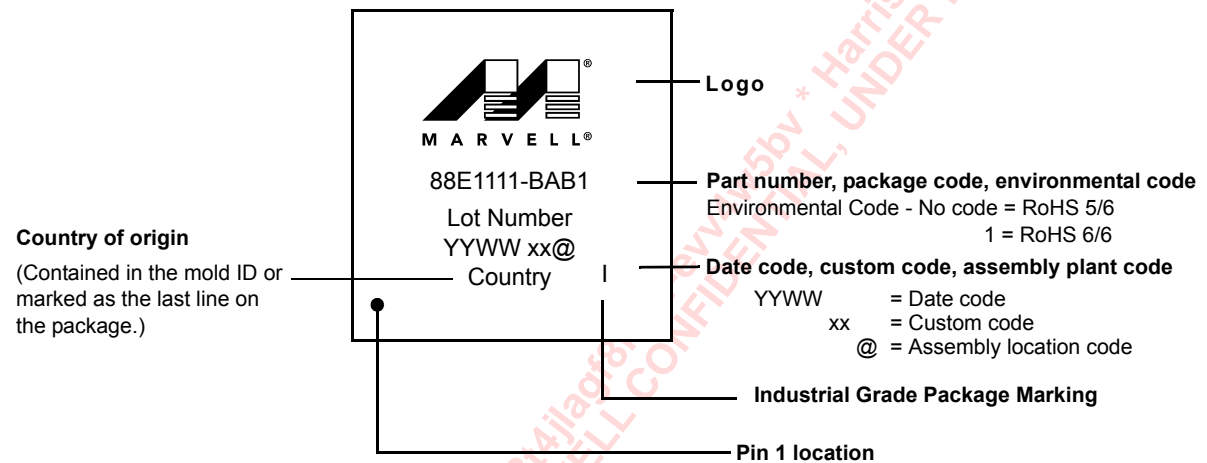 ®
MARVELL®
Logo
88E1111-BAB1
Part number, package code, environmental code
Environmental Code - No code = RoHS 5/6
1 = RoHS 6/6
Lot Number
YYWW xx@
Country I
Country of origin
(Contained in the mold ID or
marked as the last line on
the package.)
Date code, custom code, assembly plant code
YYWW = Date code
xx = Custom code
@ = Assembly location code
Industrial Grade Package Marking
Pin 1 location
CONFIDENTIAL, UNDER